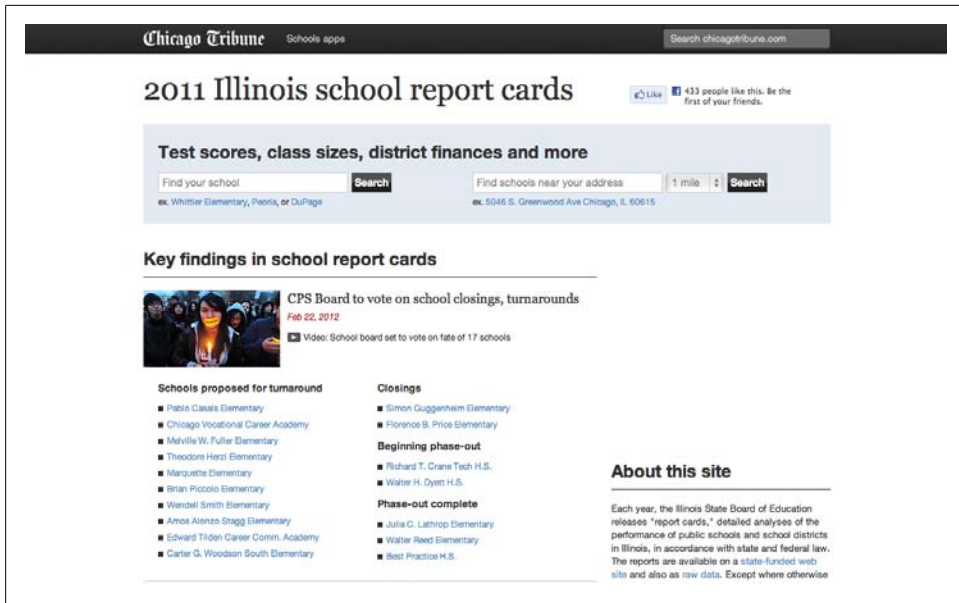 Chicago Tribune Schools apps Search chicagotribune.com
2011 Illinois school report cards
Like 433 people like this. Be the
first of your friends.
Test scores, class sizes, district finances and more
Find your school Search
ex. Whittier Elementary, Peoria, or DuPage
Find schools near your address 1 mile Search
ex. 5046 S. Greenwood Ave Chicago, IL 60615
Key findings in school report cards
CPS Board to vote on school closings, turnarounds
Feb 22, 2012
Video: School board set to vote on fate of 17 schools
Schools proposed for turnaround
Pablo Casals Elementary
Chicago Vocational Career Academy
Melville W. Fuller Elementary
Theodore Herzl Elementary
Marquette Elementary
Brian Piccolo Elementary
Wendell Smith Elementary
Amos Alonzo Stagg Elementary
Edward Tilden Career Comm. Academy
Carter G. Woodson South Elementary
Closings
Simon Guggenheim Elementary
Florence B. Price Elementary
Beginning phase-out
Richard T. Crane Tech H.S.
Walter H. Dyett H.S.
Phase-out complete
Julia C. Lathrop Elementary
Walter Reed Elementary
Best Practice H.S.
About this site
Each year, the Illinois State Board of Education
releases "report cards," detailed analyses of the
performance of public schools and school districts
in Illinois, in accordance with state and federal law.
The reports are available on a state-funded web
site and also as raw data. Except where otherwise